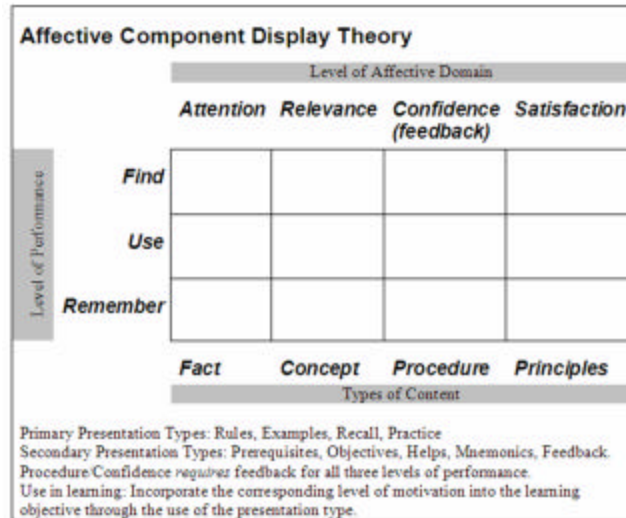 Affective Component Display Theory
Level of Affective Domain
Attention Relevance Confidence Satisfaction
(feedback)
Level of Performance
Find
Use
Remember
Fact Concept Procedure Principles
Types of Content
Primary Presentation Types: Rules, Examples, Recall, Practice
Secondary Presentation Types: Prerequisites, Objectives, Helps, Mnemonics, Feedback.
Procedure/Confidence requires feedback for all three levels of performance.
Use in learning: Incorporate the corresponding level of motivation into the learning
objective through the use of the presentation type.